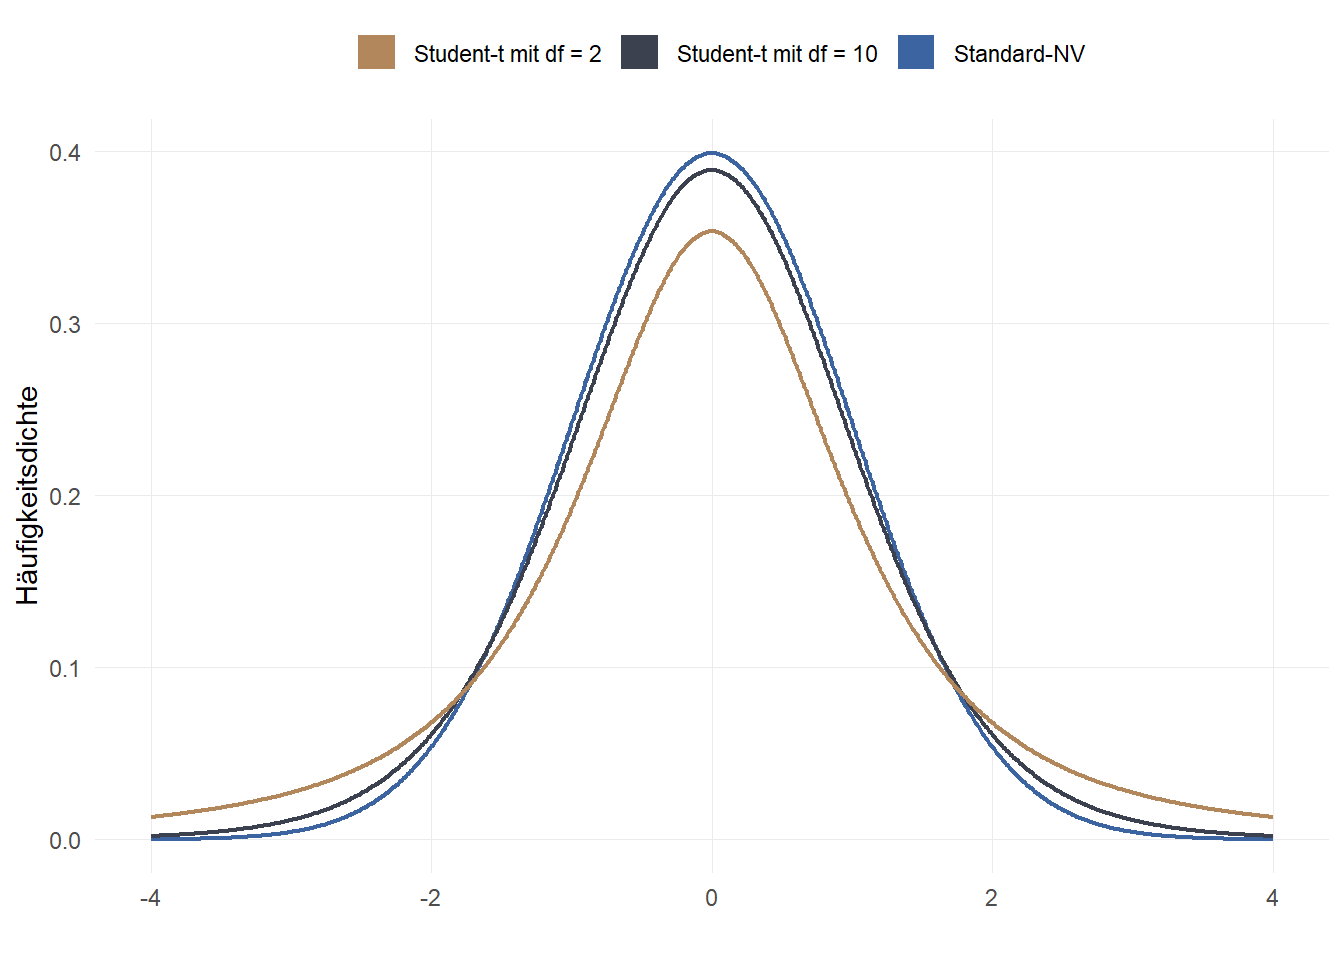 Student-t mit df = 2 Student-t mit df = 10 Standard-NV
Häufigkeitsdichte
0.4
0.3
0.2
0.1
0.0
-4 -2 0 2 4